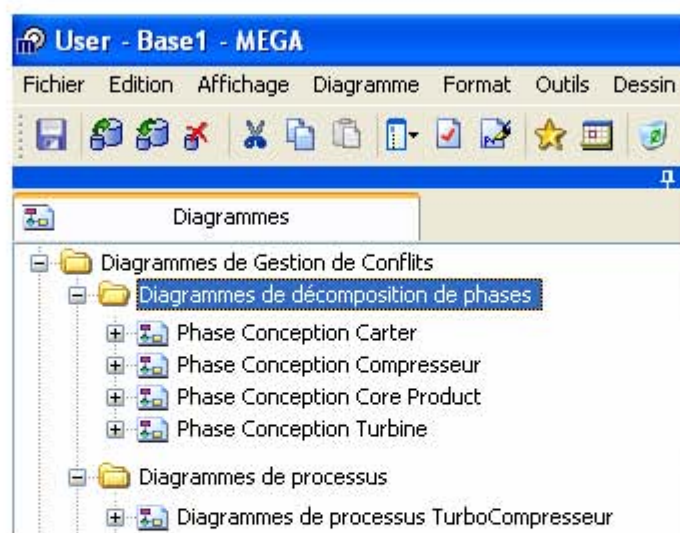 User - Base1 - MEGA
Fichier Edition Affichage Diagramme Format Outils Dessin
Diagrammes
Diagrammes de Gestion de Conflits
Diagrammes de décomposition de phases
Phase Conception Carter
Phase Conception Compresseur
Phase Conception Core Product
Phase Conception Turbine
Diagrammes de processus
Diagrammes de processus TurboCompresseur